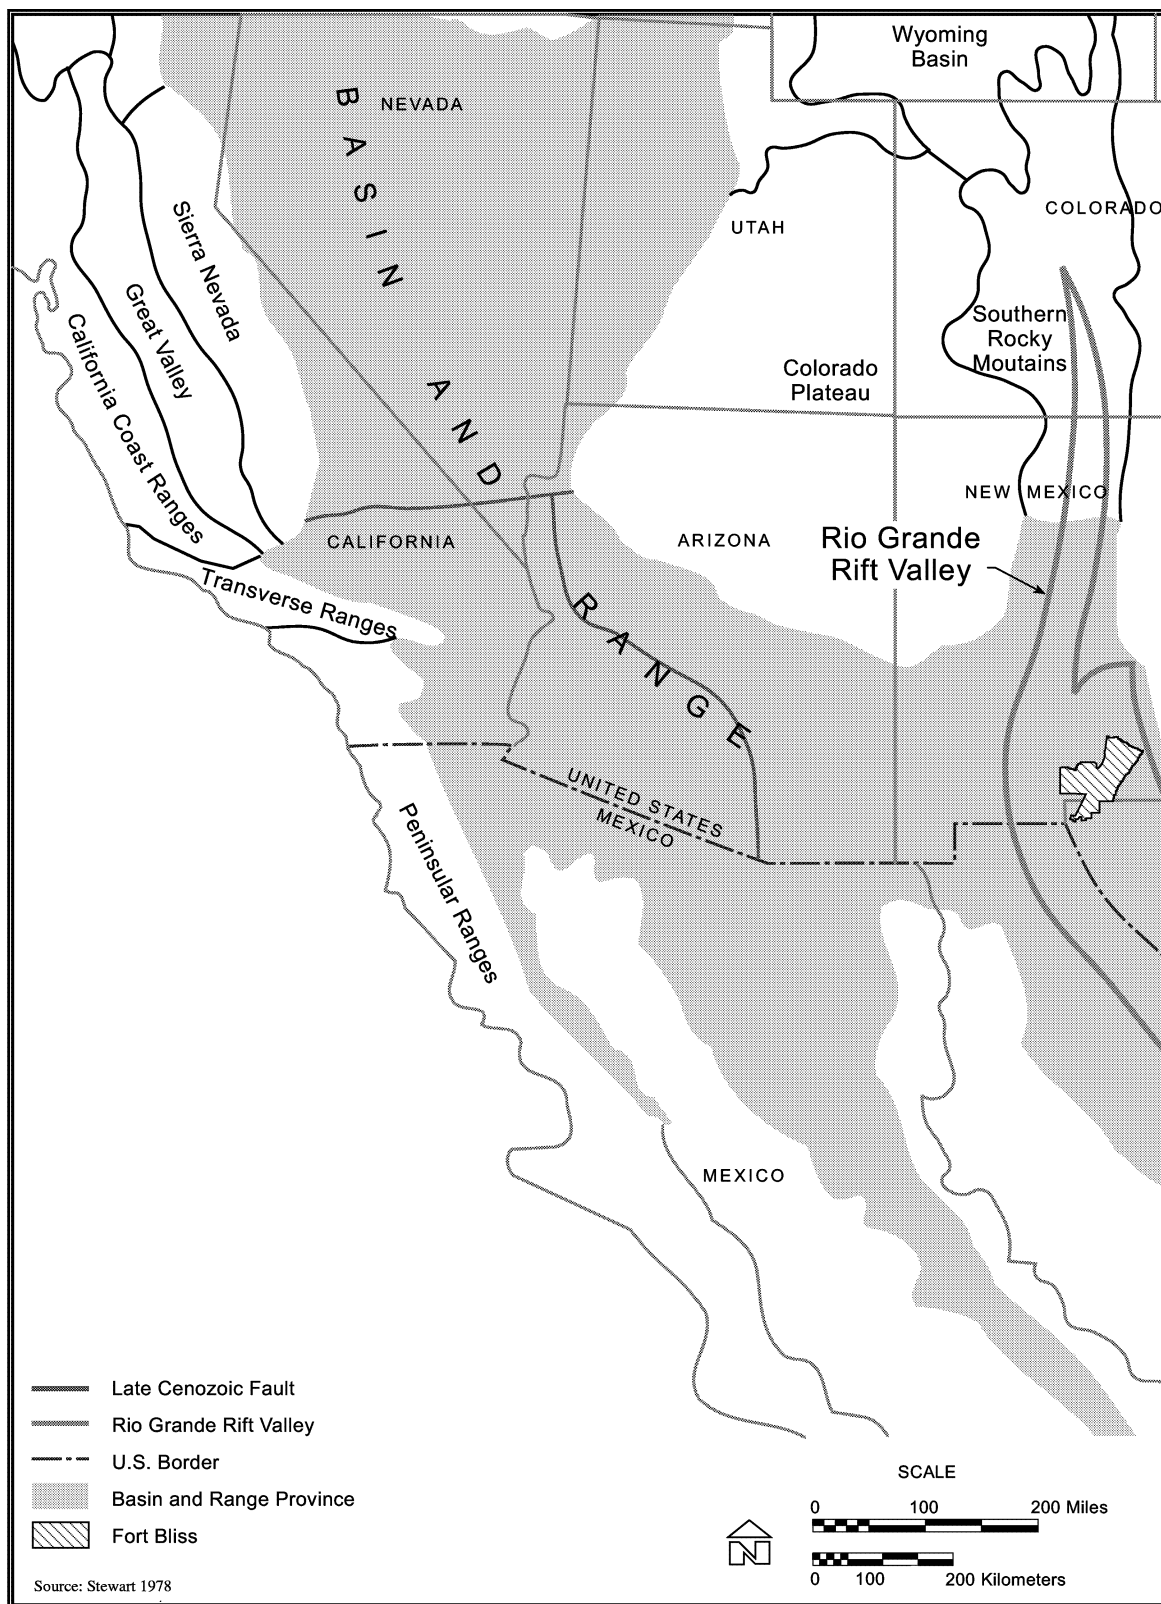 Wyoming
Basin
NEVADA
BASIN AND RANGE
COLORADO
UTAH
Sierra Nevada
Great Valley
California Coast Ranges
Southern
Rocky
Moutains
Colorado
Plateau
NEW MEXICO
CALIFORNIA
ARIZONA
Rio Grande
Rift Valley
Transverse Ranges
UNITED STATES
MEXICO
Peninsular Ranges
MEXICO
Late Cenozoic Fault
Rio Grande Rift Valley
U.S. Border
Basin and Range Province
Fort Bliss
Source: Stewart 1978
N
SCALE
0 100 200 Miles
0 100 200 Kilometers